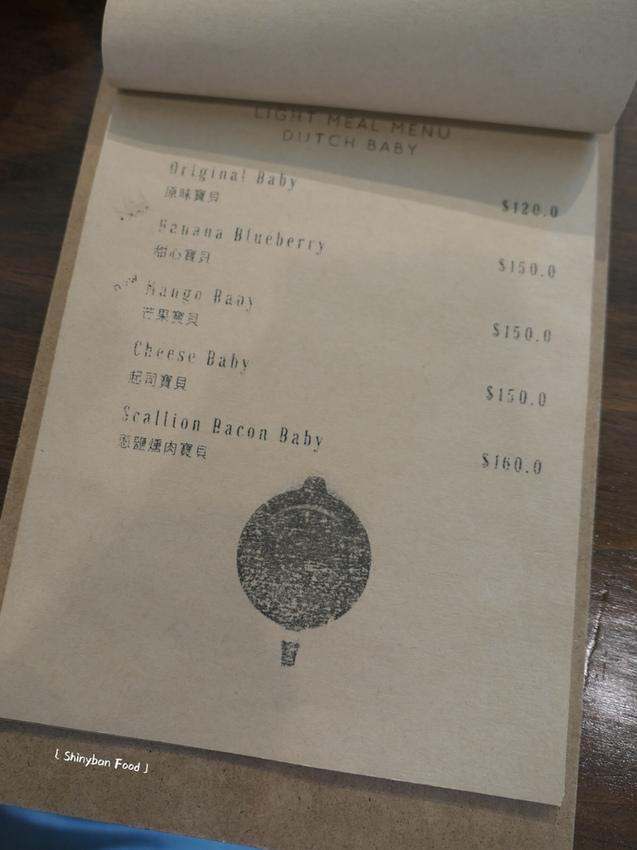 LIGHT MEAL MENU
DUTCH BABY
Original Baby
原味寶貝
$120.0
Banana Blueberry
甜心寶貝
$150.0
Mango Baby
芒果寶貝
$150.0
Cheese Baby
起司寶貝
$150.0
Scallion Bacon Baby
蔥鹽燻肉寶貝
$160.0
[ Shinyban Food ]